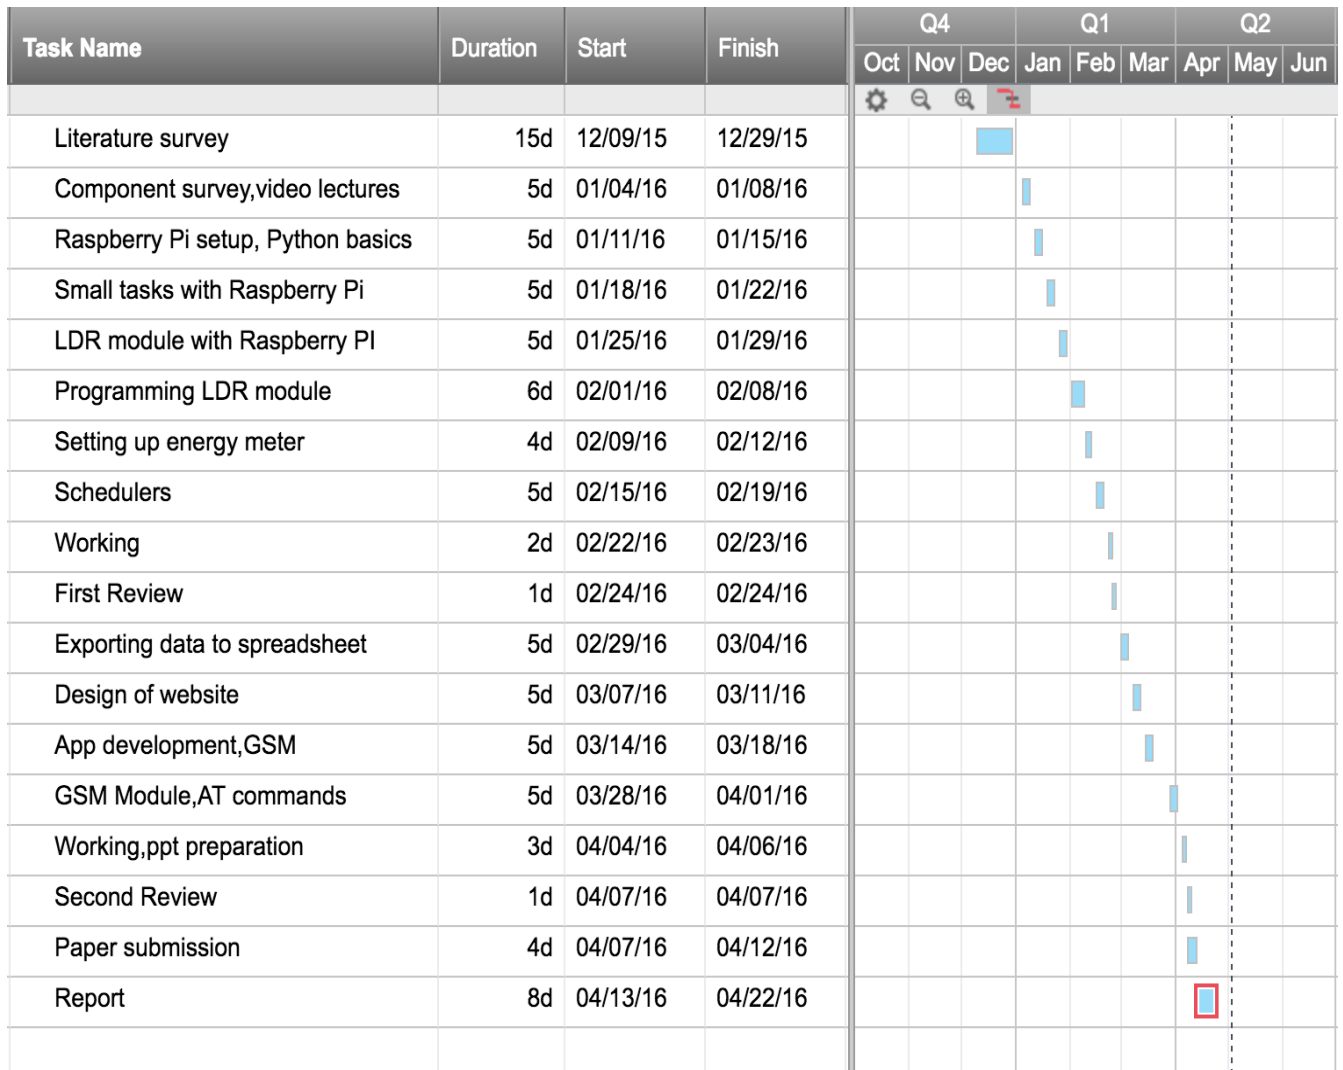 Task Name Duration Start Finish Q4 Q1 Q2
Oct Nov Dec Jan Feb Mar Apr May Jun
Literature survey 15d 12/09/15 12/29/15
Component survey,video lectures 5d 01/04/16 01/08/16
Raspberry Pi setup, Python basics 5d 01/11/16 01/15/16
Small tasks with Raspberry Pi 5d 01/18/16 01/22/16
LDR module with Raspberry PI 5d 01/25/16 01/29/16
Programming LDR module 6d 02/01/16 02/08/16
Setting up energy meter 4d 02/09/16 02/12/16
Schedulers 5d 02/15/16 02/19/16
Working 2d 02/22/16 02/23/16
First Review 1d 02/24/16 02/24/16
Exporting data to spreadsheet 5d 02/29/16 03/04/16
Design of website 5d 03/07/16 03/11/16
App development,GSM 5d 03/14/16 03/18/16
GSM Module,AT commands 5d 03/28/16 04/01/16
Working,ppt preparation 3d 04/04/16 04/06/16
Second Review 1d 04/07/16 04/07/16
Paper submission 4d 04/07/16 04/12/16
Report 8d 04/13/16 04/22/16